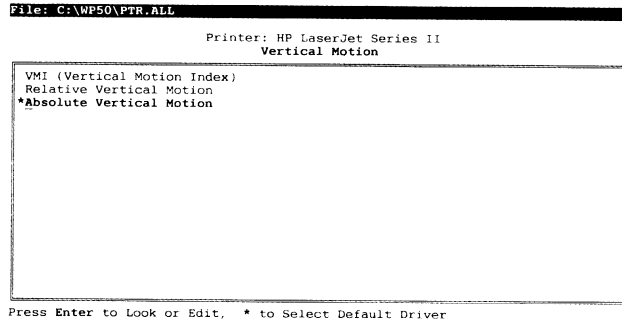 File: C:\WP50\PTR.ALL
Printer: HP LaserJet Series II
Vertical Motion
VMI (Vertical Motion Index)
Relative Vertical Motion
*Absolute Vertical Motion
Press Enter to Look or Edit, * to Select Default Driver